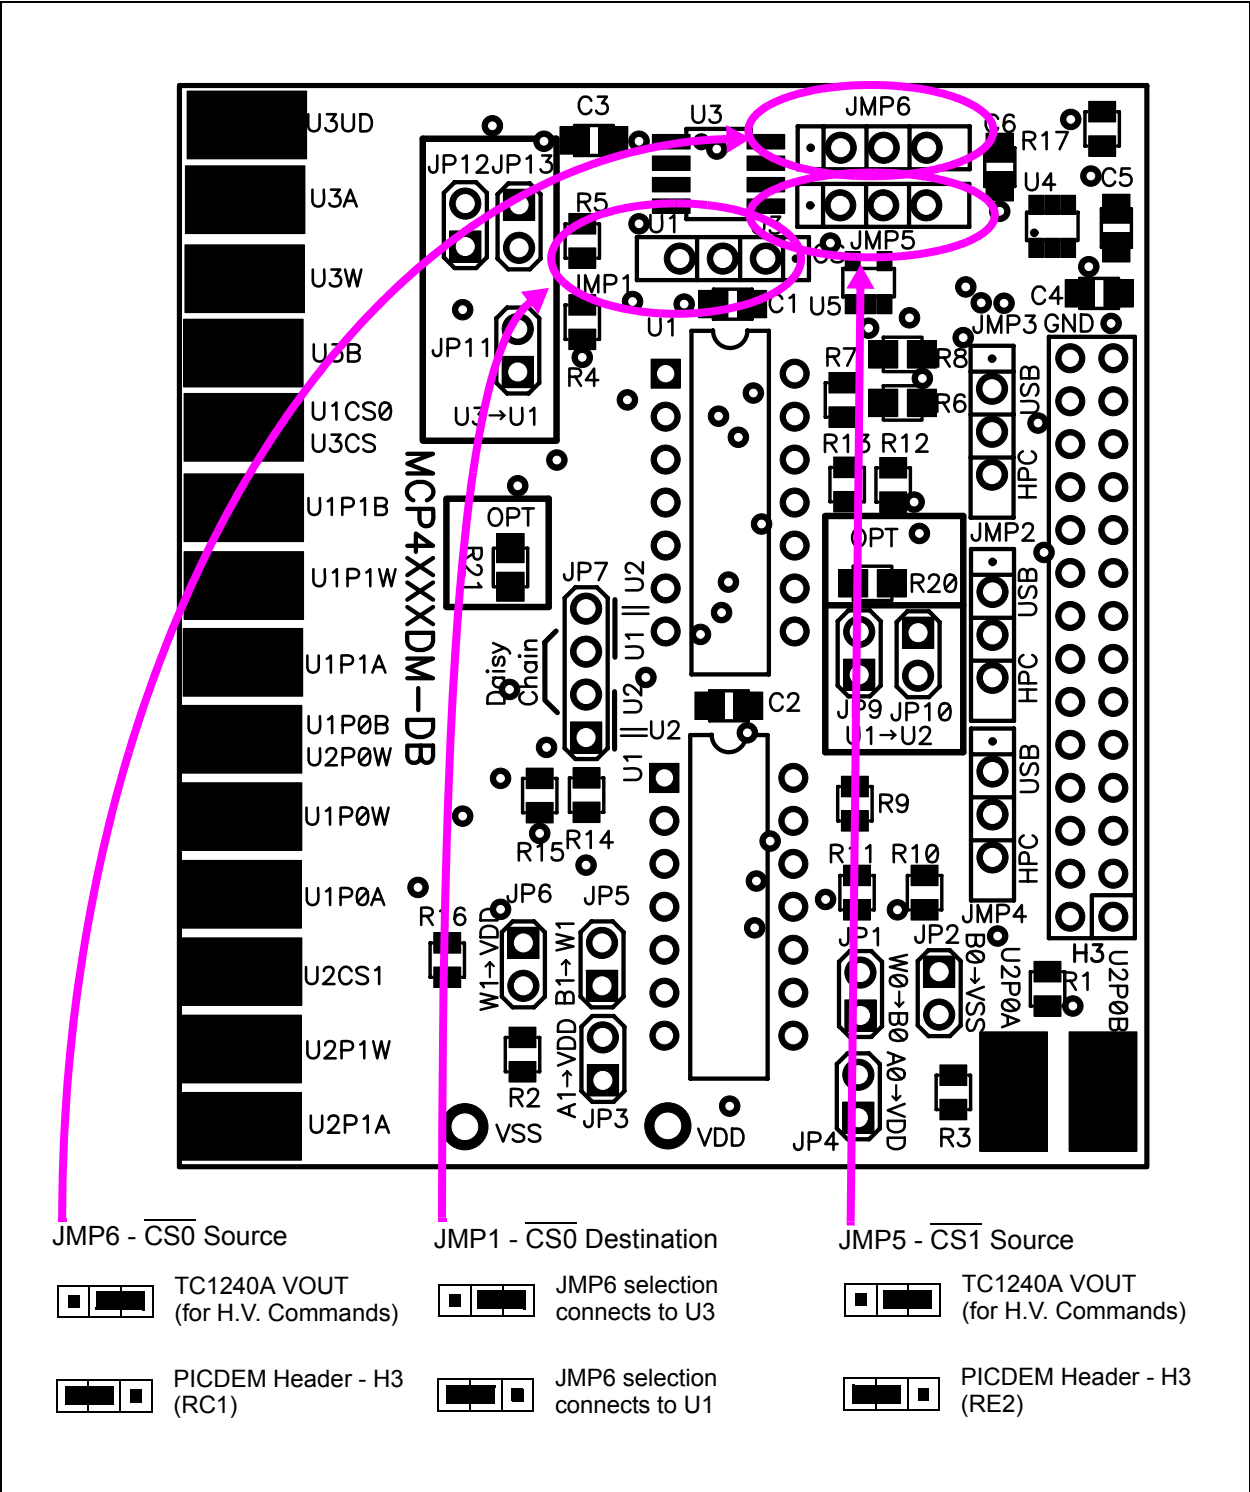 U3UD
U3A
U3W
U3B
U1CS0
U3CS
U1P1B
U1P1W
U1P1A
U1P0B
U2P0W
U1P0W
U1P0A
U2CS1
U2P1W
U2P1A
C3
U3
JMP6
C6
R17
JP12 JP13
U4
C5
R5
U1
U3
JMP5
JMP1
C1
U5
C4
U1
JMP3 GND
JP11
R4
R7
R8
USB
R6
U3→U1
R13 R12
HPC
MCP4XXXDM-DB
OPT
R21
OPT
JMP2
JP7
U2
U1
R20
USB
Daisy
Chain
U2
U1
HPC
JP9 JP10
C2
U2
U1→U2
USB
R9
R15 R14
R11 R10
HPC
JP6 JP5
R16
JMP4
JP1 JP2
H3
W1→VDD
B1→W1
W0→B0
B0→VSS
U2P0A
R1
U2P0B
R2
A1→VDD
JP3
A0→VDD
JP4
R3
VSS
VDD
JMP6 - CS0 Source
TC1240A VOUT
(for H.V. Commands)
PICDEM Header - H3
(RC1)
JMP1 - CS0 Destination
JMP6 selection
connects to U3
JMP6 selection
connects to U1
JMP5 - CS1 Source
TC1240A VOUT
(for H.V. Commands)
PICDEM Header - H3
(RE2)